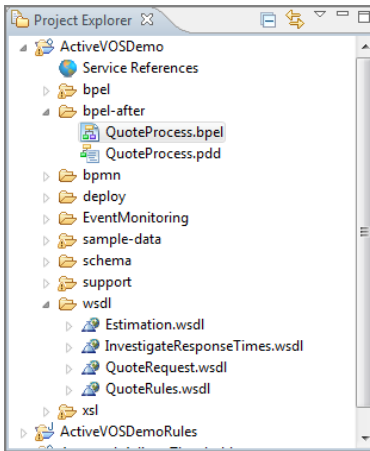 Project Explorer
ActiveVOSDemo
Service References
bpel
bpel-after
QuoteProcess.bpel
QuoteProcess.pdd
bpmn
deploy
EventMonitoring
sample-data
schema
support
wsdl
Estimation.wsdl
InvestigateResponseTimes.wsdl
QuoteRequest.wsdl
QuoteRules.wsdl
xsl
ActiveVOSDemoRules